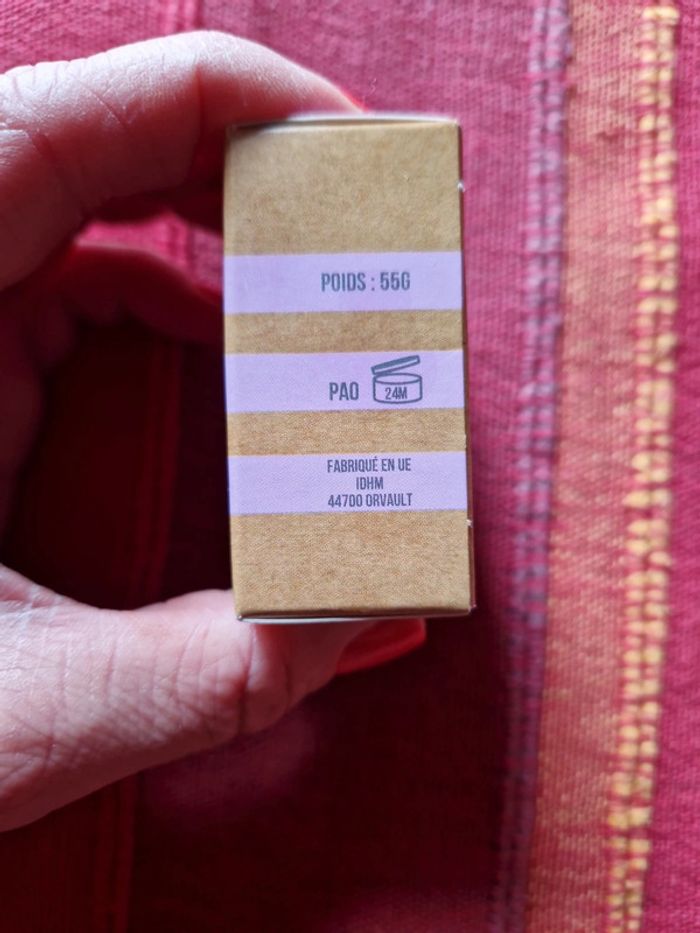 POIDS : 55G
PAO 24M
FABRIQUÉ EN UE
IDHM
44700 ORVAULT